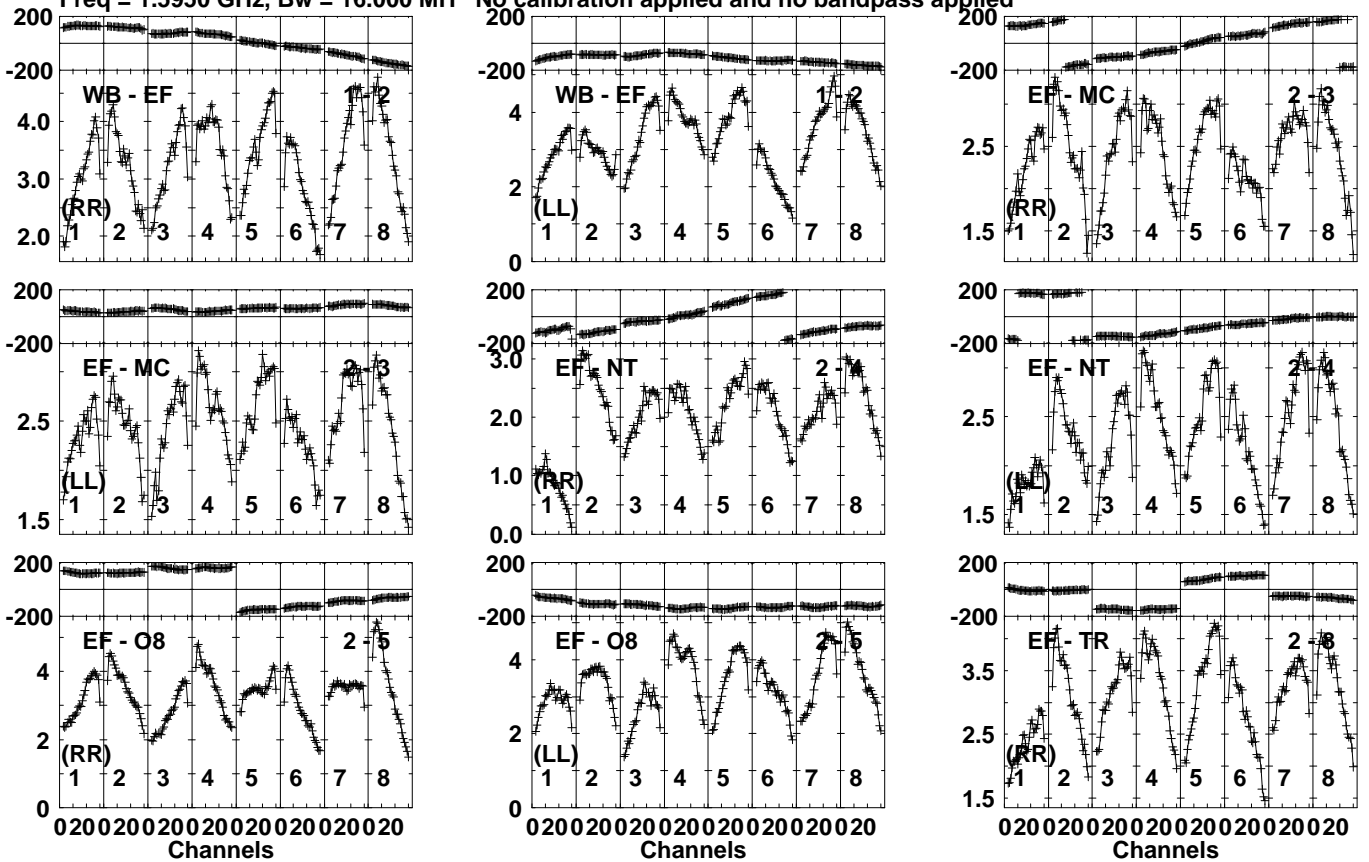 Freq = 1.5950 GHz, Bw = 16.000 MH No calibration applied and no bandpass applied
200
-200
WB - EF 1 - 2
4.0
3.0
2.0
(RR)
1 2 3 4 5 6 7 8
200
-200
WB - EF 1 - 2
4
2
0
(LL)
1 2 3 4 5 6 7 8
200
-200
EF - MC 2 - 3
2.5
1.5
(RR)
1 2 3 4 5 6 7 8
200
-200
EF - MC 2 - 3
2.5
1.5
(LL)
1 2 3 4 5 6 7 8
200
-200
EF - NT 2 - 4
3.0
2.0
1.0
0.0
(RR)
1 2 3 4 5 6 7 8
200
-200
EF - NT 2 - 4
2.5
1.5
(LL)
1 2 3 4 5 6 7 8
200
-200
EF - O8 2 - 5
4
2
0
(RR)
1 2 3 4 5 6 7 8
020020020020020020020020
Channels
200
-200
EF - O8 2 - 5
4
2
0
(LL)
1 2 3 4 5 6 7 8
020020020020020020020020
Channels
200
-200
EF - TR 2 - 8
3.5
2.5
1.5
(RR)
1 2 3 4 5 6 7 8
020020020020020020020020
Channels